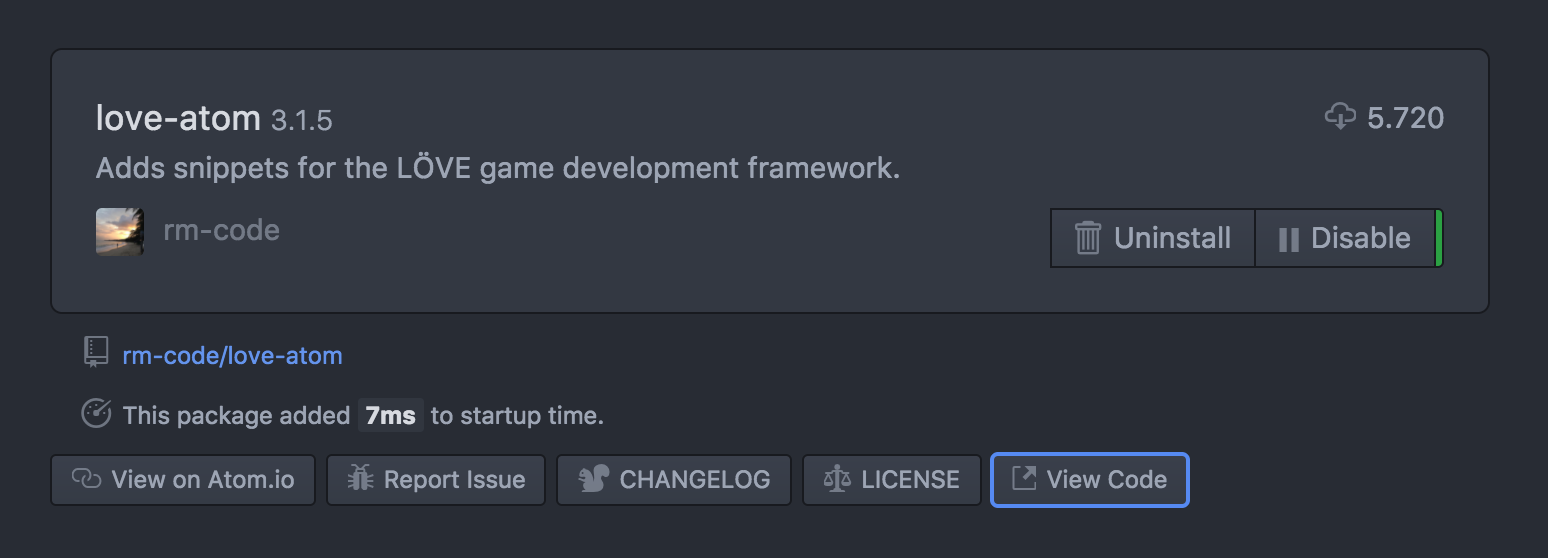 love-atom 3.1.5
5.720
Adds snippets for the LÖVE game development framework.
rm-code
Uninstall
Disable
rm-code/love-atom
This package added 7ms to startup time.
View on Atom.io
Report Issue
CHANGELOG
LICENSE
View Code